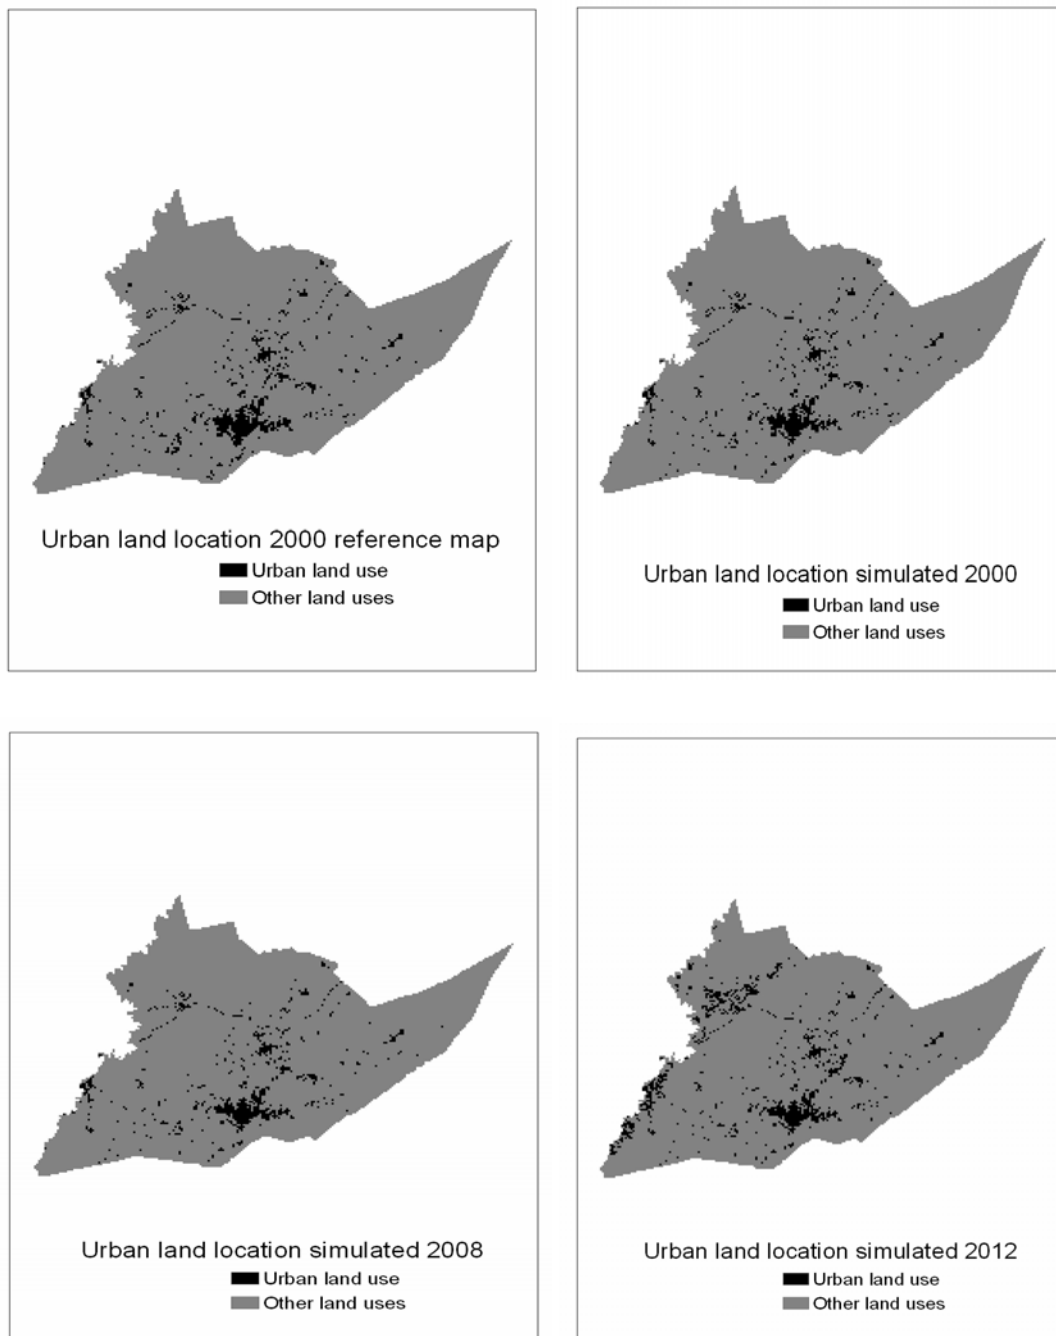 Urban land location 2000 reference map
Urban land use
Other land uses
Urban land location simulated 2000
Urban land use
Other land uses
Urban land location simulated 2008
Urban land use
Other land uses
Urban land location simulated 2012
Urban land use
Other land uses